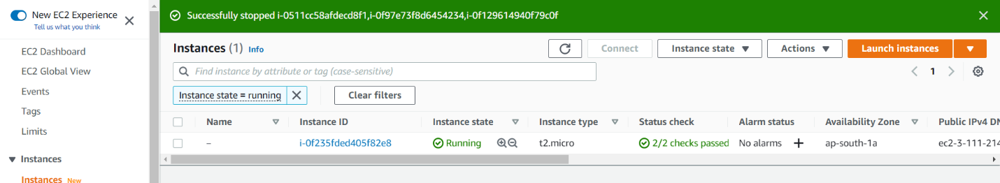 New EC2 Experience
Tell us what you think
EC2 Dashboard
EC2 Global View
Events
Tags
Limits
Instances
Instances New
Successfully stopped i-0511cc58afdecd8f1,i-0f97e73f8d6454234,i-0f129614940f79c0f
Instances (1) Info
Connect
Instance state
Actions
Launch instances
Find instance by attribute or tag (case-sensitive)
1
Instance state = running
Clear filters
Name Instance ID Instance state Instance type Status check Alarm status Availability Zone Public IPv4 DN
– i-0f235fded405f82e8 Running t2.micro 2/2 checks passed No alarms + ap-south-1a ec2-3-111-214